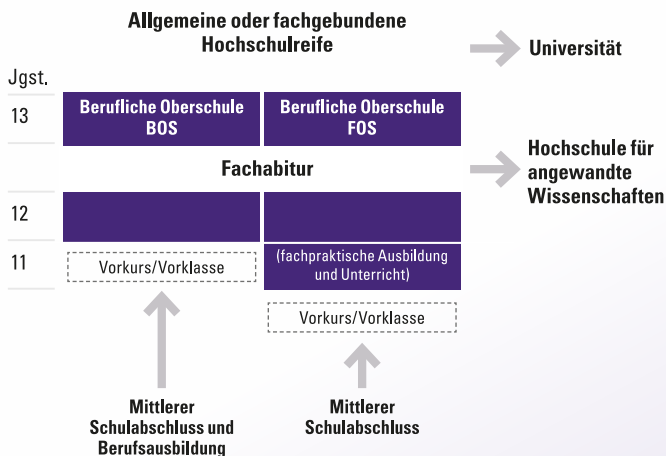 Allgemeine oder fachgebundene
Hochschulreife
Universität
Jgst.
13
Berufliche Oberschule
BOS
Berufliche Oberschule
FOS
Fachabitur
Hochschule für
angewandte
Wissenschaften
12
11
Vorkurs/Vorklasse
(fachpraktische Ausbildung
und Unterricht)
Vorkurs/Vorklasse
Mittlerer
Schulabschluss und
Berufsausbildung
Mittlerer
Schulabschluss